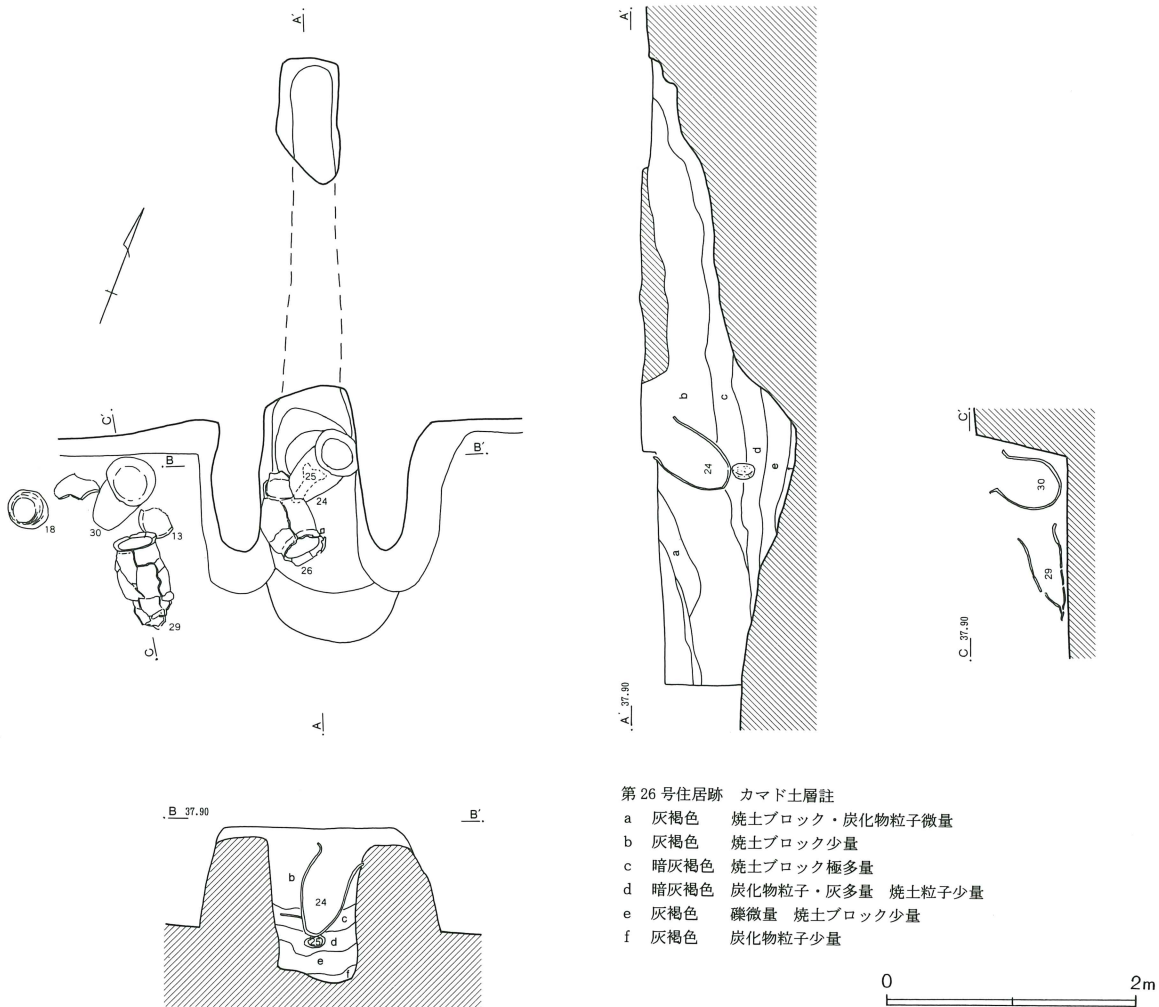 A'
A'
C'
B
B'
25
24
18
30
13
26
29
C
A
b
c
d
e
24
a
A' 37.90
C'
30
29
C 37.90
B 37.90
B'
b
24
c
25
d
e
f
第26号住居跡 カマド土層註
a 灰褐色 焼土ブロック・炭化物粒子微量
b 灰褐色 焼土ブロック少量
c 暗灰褐色 焼土ブロック極多量
d 暗灰褐色 炭化物粒子・灰多量 焼土粒子少量
e 灰褐色 礫微量 焼土ブロック少量
f 灰褐色 炭化物粒子少量
0 2m